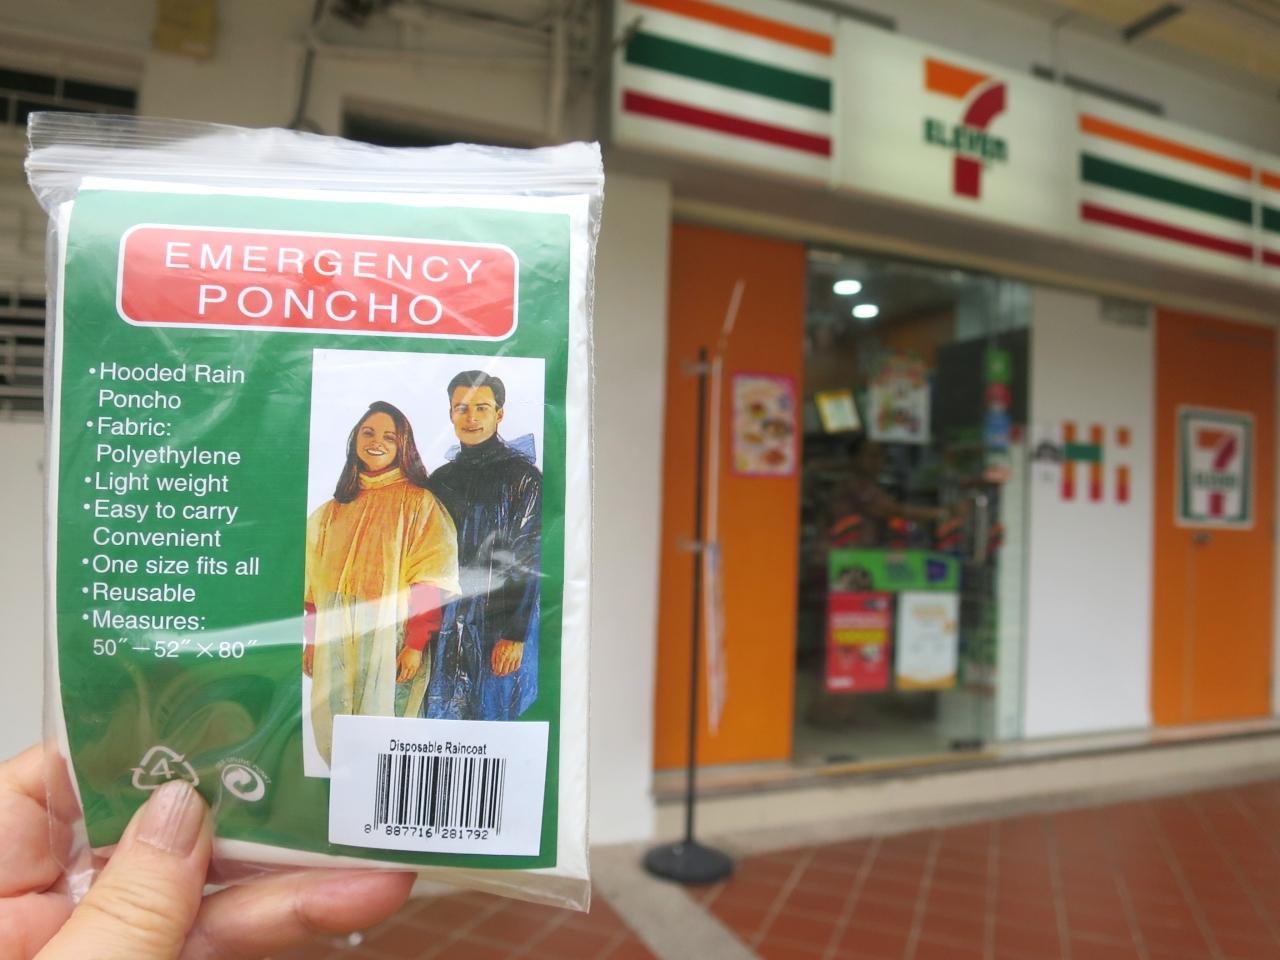 EMERGENCY
PONCHO
•Hooded Rain
Poncho
•Fabric:
Polyethylene
•Light weight
•Easy to carry
Convenient
•One size fits all
•Reusable
•Measures:
50″—52″×80″
4
Disposable Raincoat
8 887716 281792
7
ELEVEN
Hi
7
ELEVEN